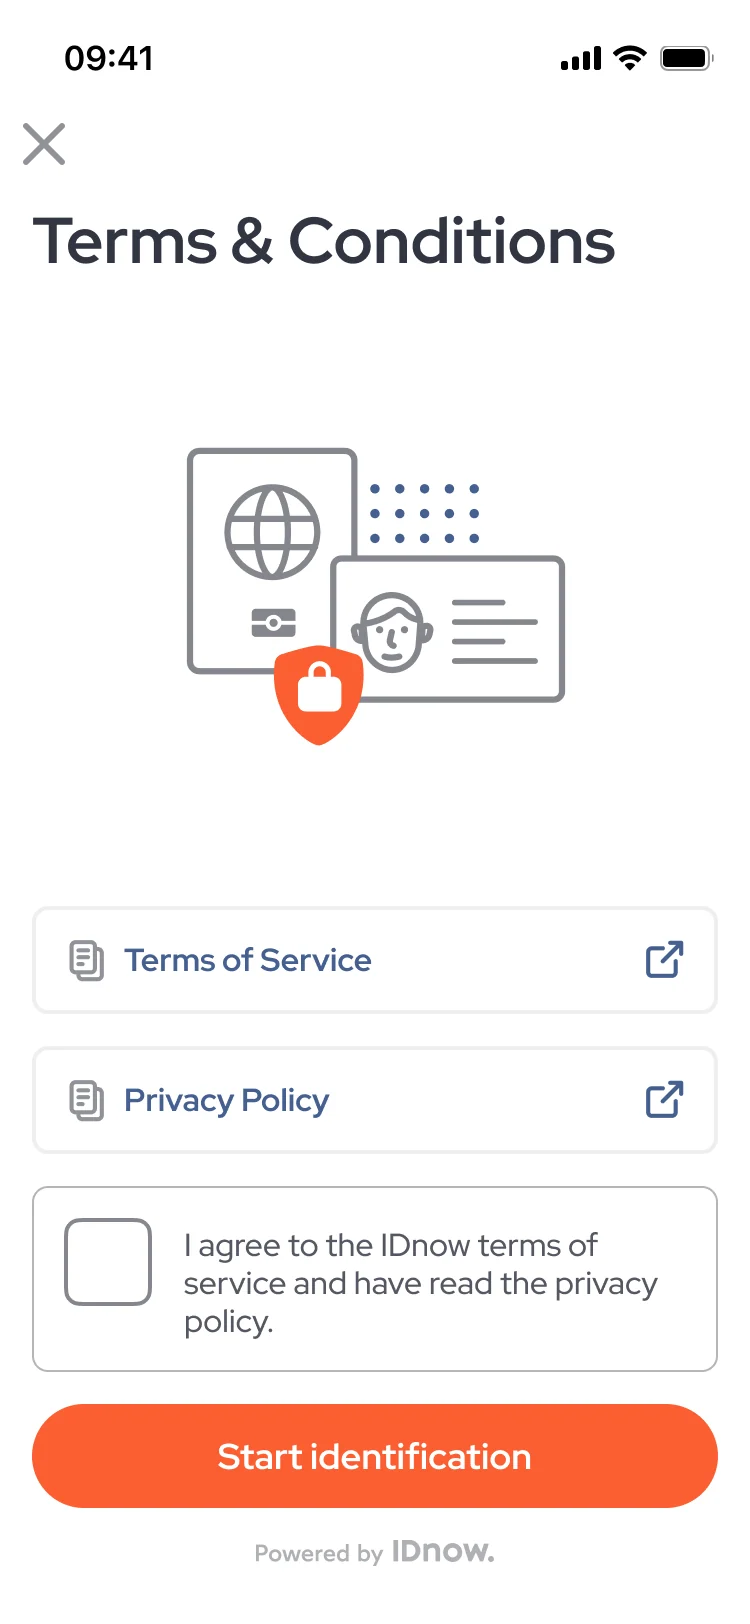 09:41
Terms & Conditions
Terms of Service
Privacy Policy
I agree to the IDnow terms of
service and have read the privacy
policy.
Start identification
Powered by IDnow.